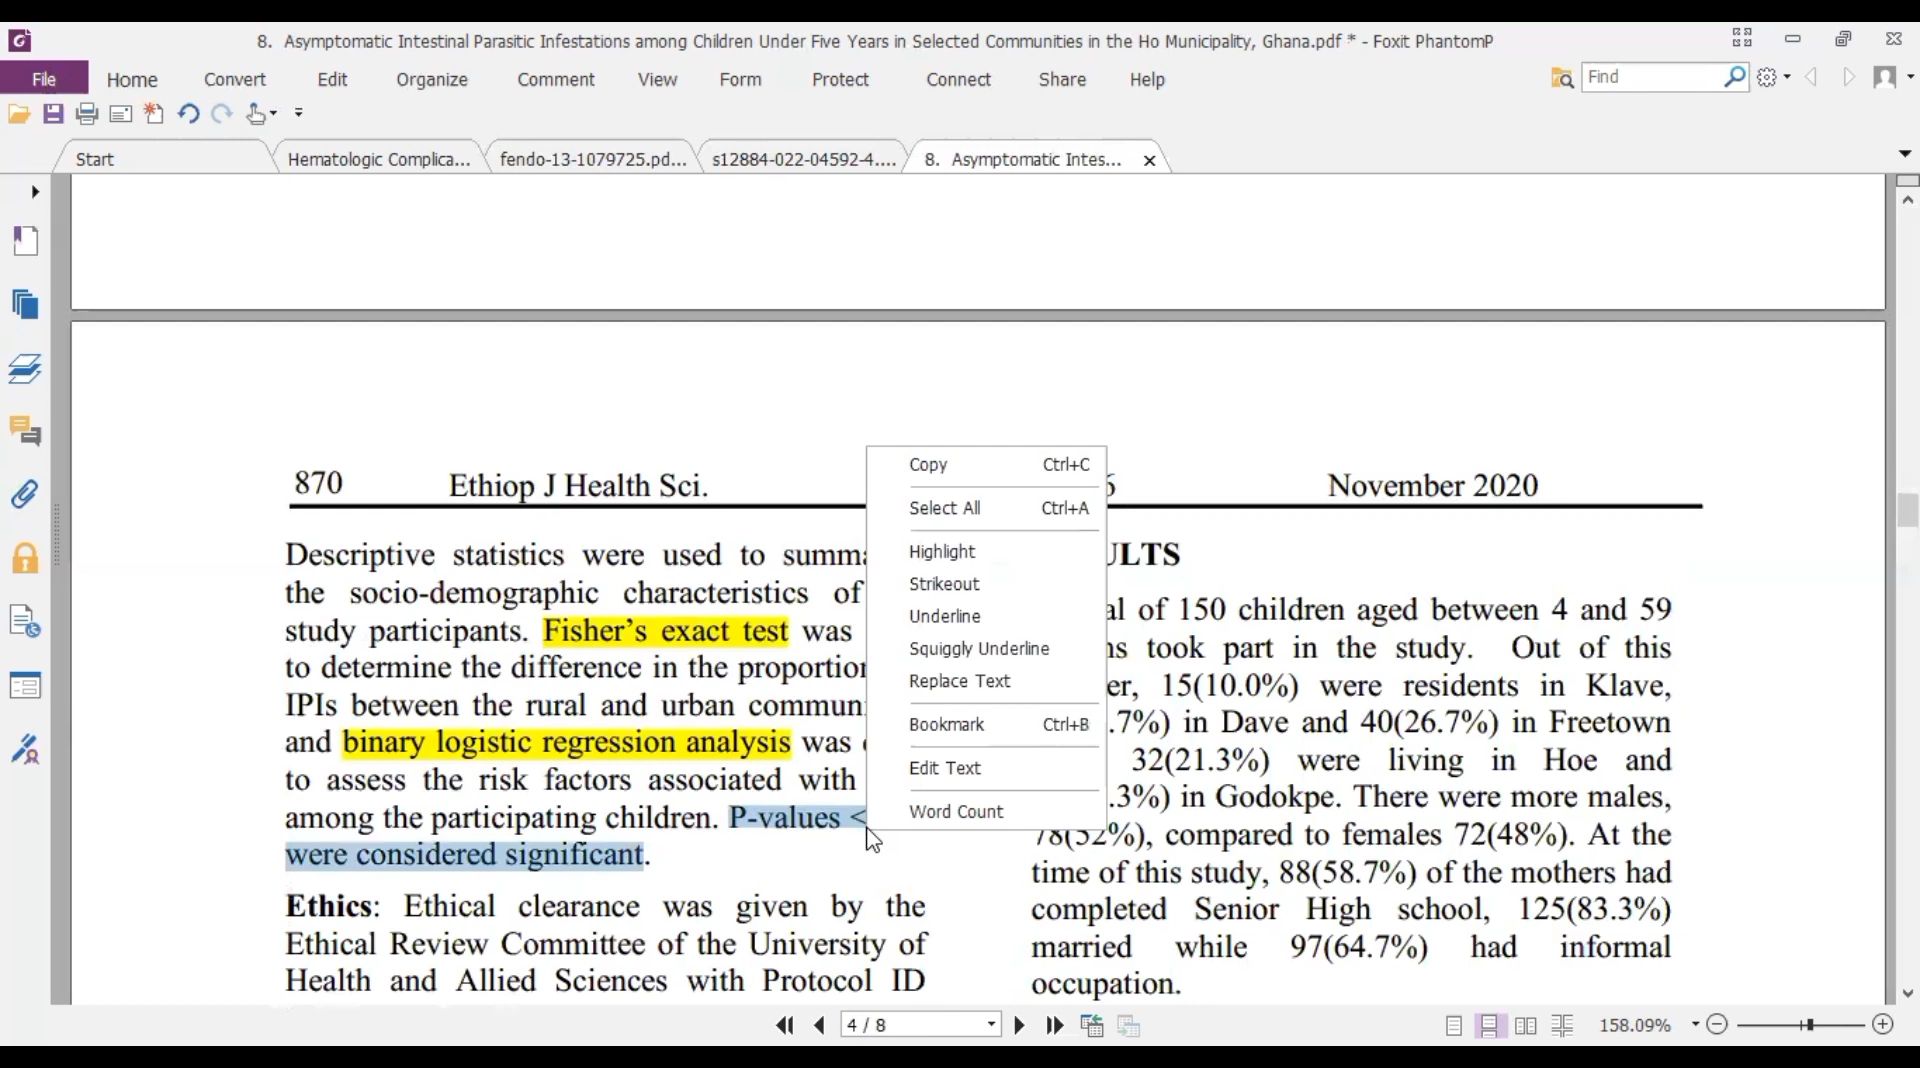 8. Asymptomatic Intestinal Parasitic Infestations among Children Under Five Years in Selected Communities in the Ho Municipality, Ghana.pdf * - Foxit PhantomP
File Home Convert Edit Organize Comment View Form Protect Connect Share Help
Find
Start
Hematologic Complica...
fendo-13-1079725.pd...
s12884-022-04592-4....
8. Asymptomatic Intes...
870 Ethiop J Health Sci.
November 2020
Descriptive statistics were used to summa
the socio-demographic characteristics of
study participants. Fisher's exact test was
to determine the difference in the proportion
IPIs between the rural and urban commun
and binary logistic regression analysis was
to assess the risk factors associated with
among the participating children. P-values <
were considered significant.
Ethics: Ethical clearance was given by the
Ethical Review Committee of the University of
Health and Allied Sciences with Protocol ID
Copy Ctrl+C
Select All Ctrl+A
Highlight
Strikeout
Underline
Squiggly Underline
Replace Text
Bookmark Ctrl+B
Edit Text
Word Count
ULTS
al of 150 children aged between 4 and 59
ns took part in the study. Out of this
er, 15(10.0%) were residents in Klave,
.7%) in Dave and 40(26.7%) in Freetown
32(21.3%) were living in Hoe and
.3%) in Godokpe. There were more males,
78(52%), compared to females 72(48%). At the
time of this study, 88(58.7%) of the mothers had
completed Senior High school, 125(83.3%)
married while 97(64.7%) had informal
occupation.
4 / 8
158.09%